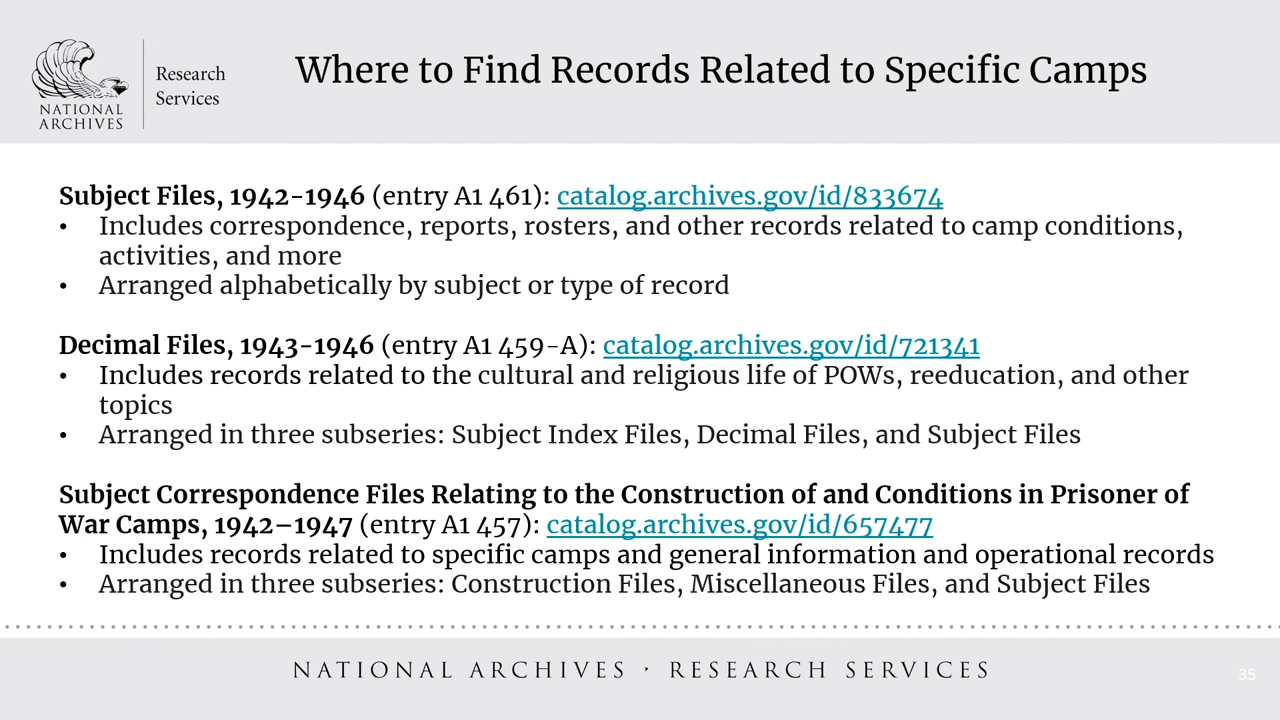 NATIONAL
ARCHIVES
Research
Services
Where to Find Records Related to Specific Camps
Subject Files, 1942-1946 (entry A1 461): catalog.archives.gov/id/833674
• Includes correspondence, reports, rosters, and other records related to camp conditions,
activities, and more
• Arranged alphabetically by subject or type of record
Decimal Files, 1943-1946 (entry A1 459-A): catalog.archives.gov/id/721341
• Includes records related to the cultural and religious life of POWs, reeducation, and other
topics
• Arranged in three subseries: Subject Index Files, Decimal Files, and Subject Files
Subject Correspondence Files Relating to the Construction of and Conditions in Prisoner of
War Camps, 1942–1947 (entry A1 457): catalog.archives.gov/id/657477
• Includes records related to specific camps and general information and operational records
• Arranged in three subseries: Construction Files, Miscellaneous Files, and Subject Files
NATIONAL ARCHIVES · RESEARCH SERVICES
35